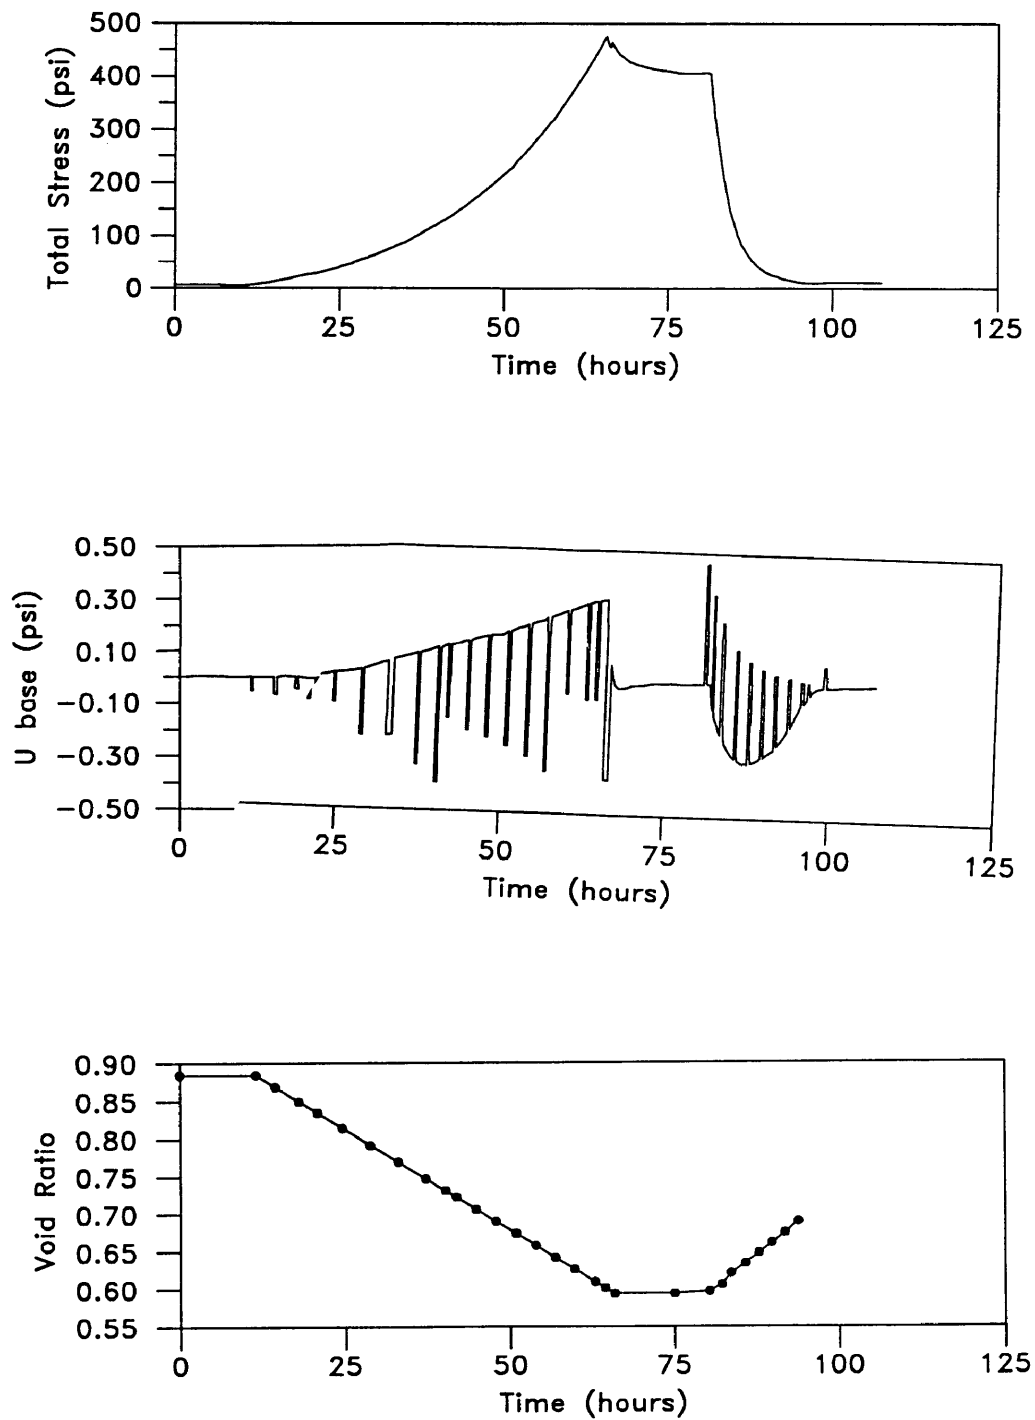 500
400
300
200
100
0
Total Stress (psi)
0 25 50 75 100 125
Time (hours)
0.50
0.30
0.10
−0.10
−0.30
−0.50
U base (psi)
0 25 50 75 100 125
Time (hours)
0.90
0.85
0.80
0.75
0.70
0.65
0.60
0.55
Void Ratio
0 25 50 75 100 125
Time (hours)